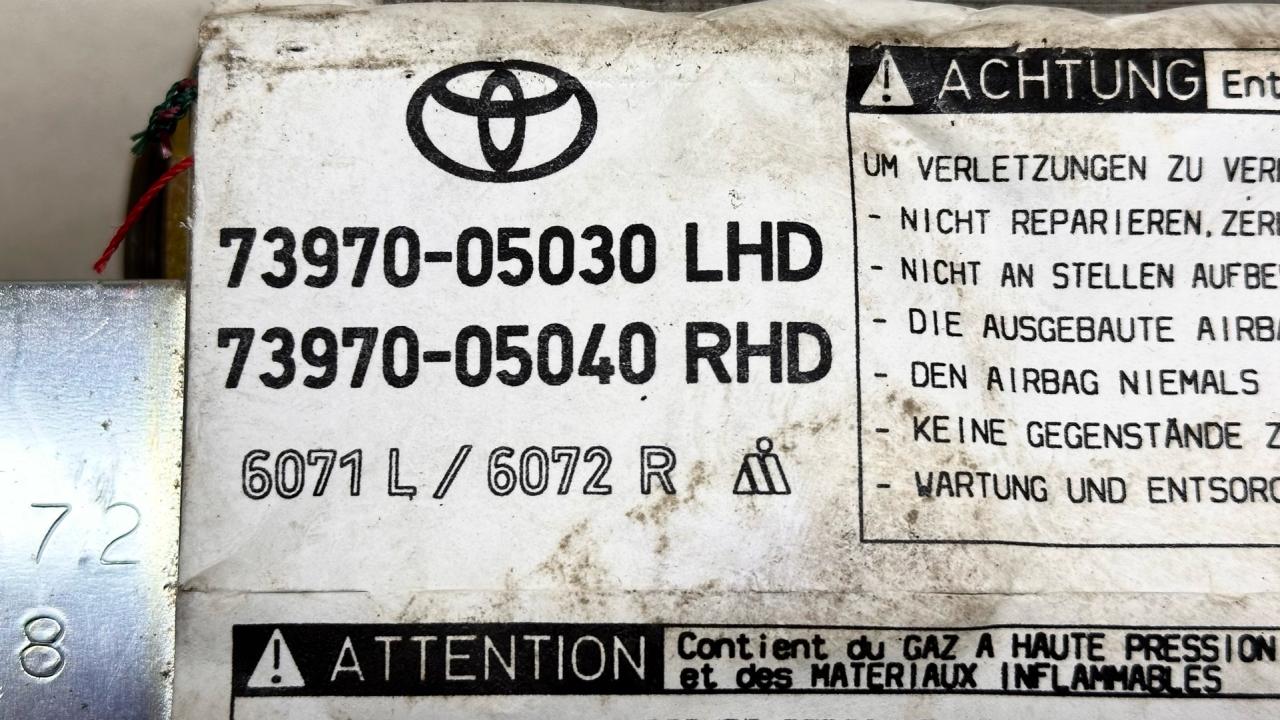 73970-05030 LHD
73970-05040 RHD
6071 L / 6072 R
72
8
ACHTUNG
UM VERLETZUNGEN ZU
- NICHT REPARIEREN,
- NICHT AN STELLEN
- DIE AUSGEBAUTE
- DEN AIRBAG NIEMALS
- KEINE GEGENSTÄNDE
- WARTUNG UND
ATTENTION Contient du GAZ A HAUTE PRESSION
et des MATERIAUX INFLAMMABLES